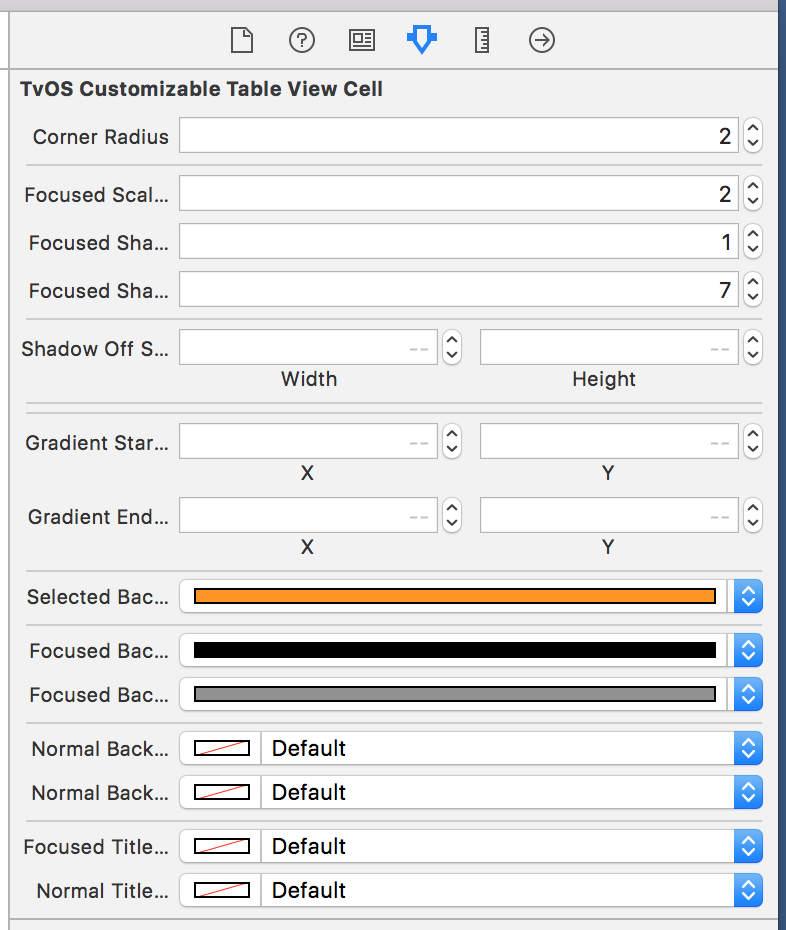 TvOS Customizable Table View Cell
Corner Radius 2
Focused Scal... 2
Focused Sha... 1
Focused Sha... 7
Shadow Off S... -- --
Width Height
Gradient Star... -- --
X Y
Gradient End... -- --
X Y
Selected Bac...
Focused Bac...
Focused Bac...
Normal Back... Default
Normal Back... Default
Focused Title... Default
Normal Title... Default